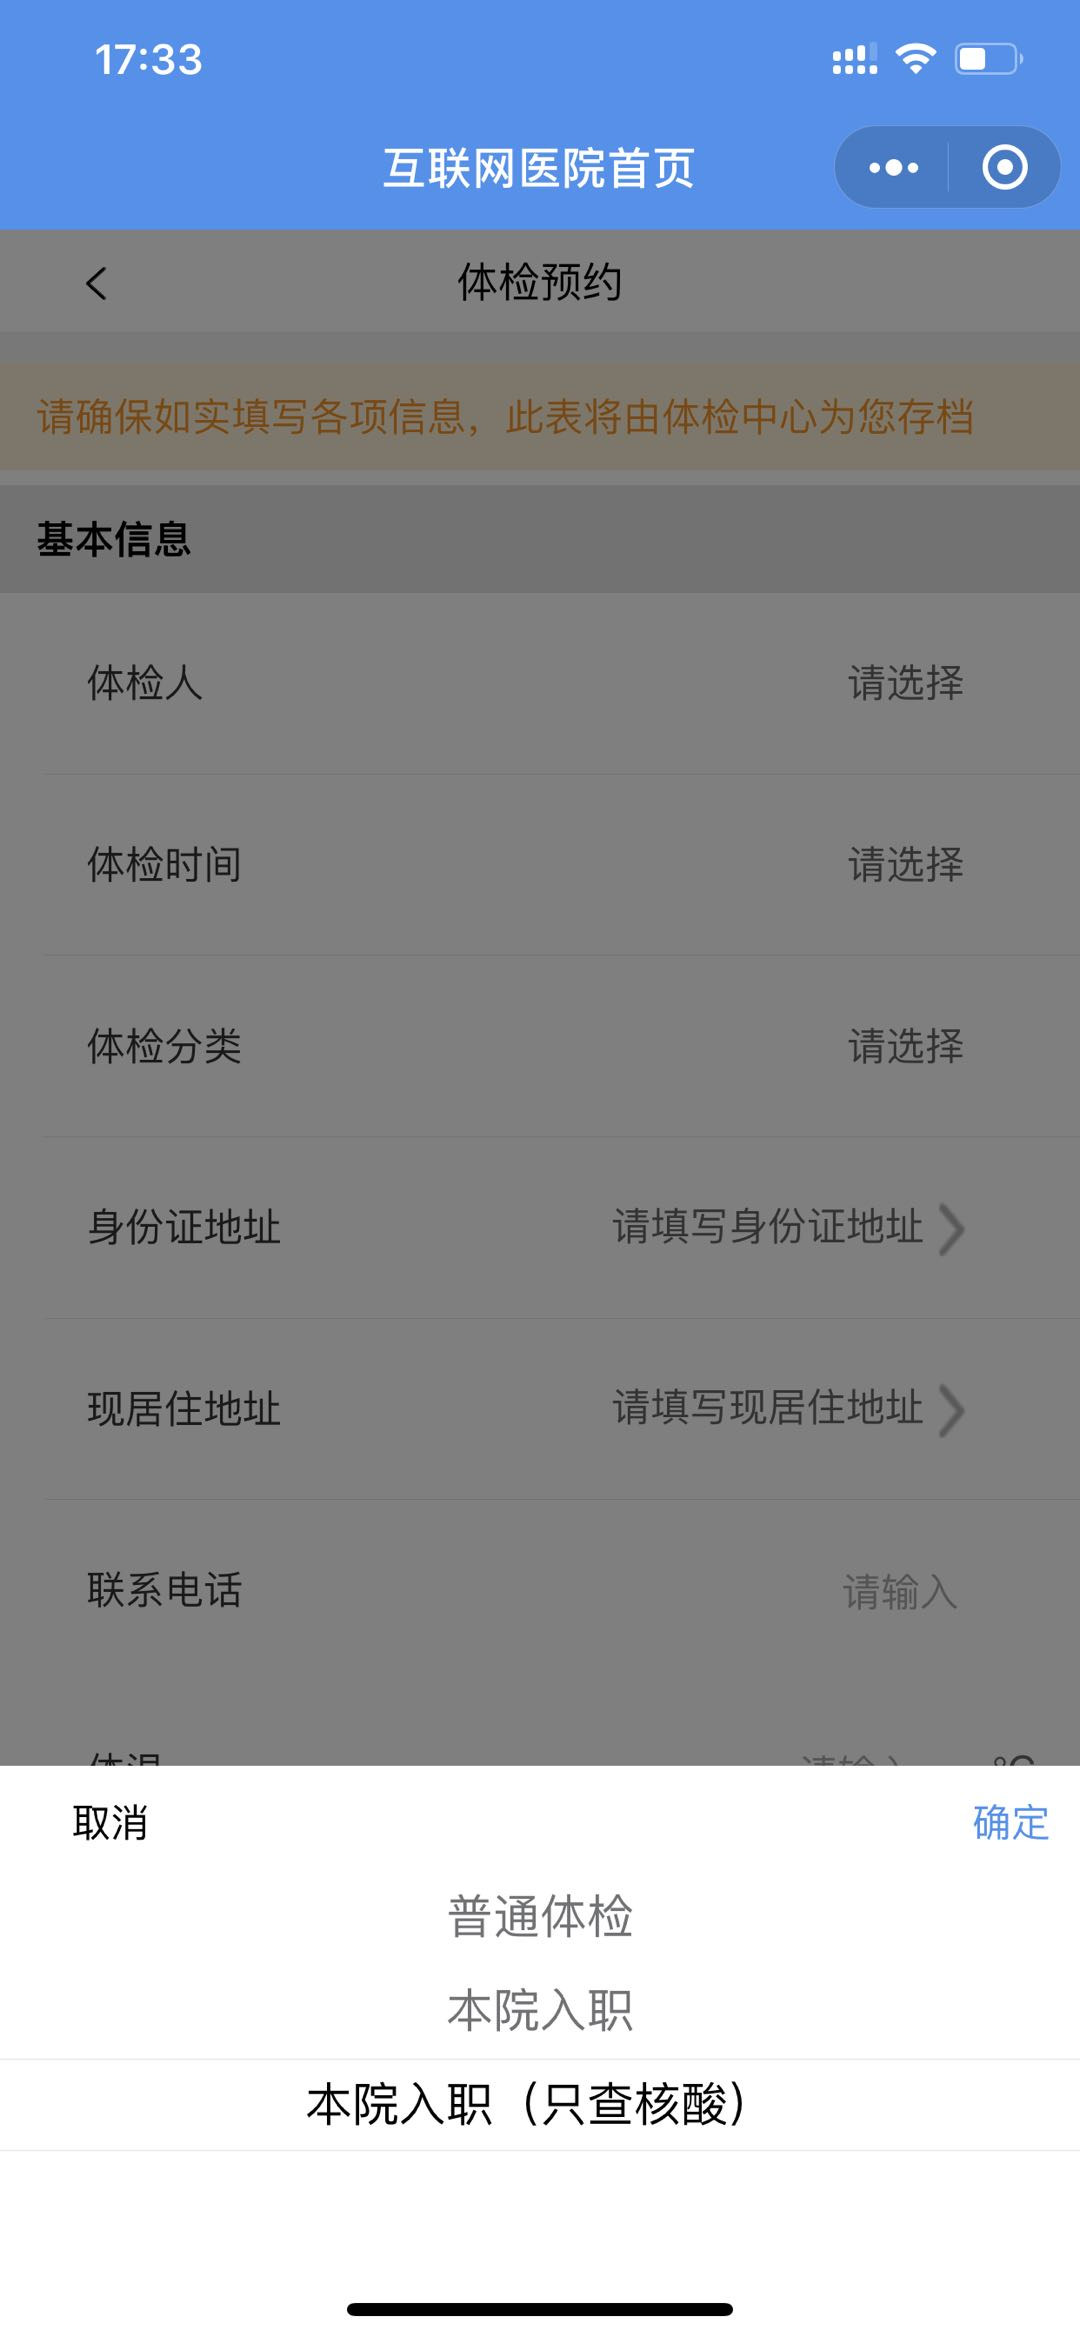 17:33
互联网医院首页
体检预约
请确保如实填写各项信息，此表将由体检中心为您存档
基本信息
体检人 请选择
体检时间 请选择
体检分类 请选择
身份证地址 请填写身份证地址
现居住地址 请填写现居住地址
联系电话 请输入
体温 请输入 °C
取消 确定
普通体检
本院入职
本院入职（只查核酸）